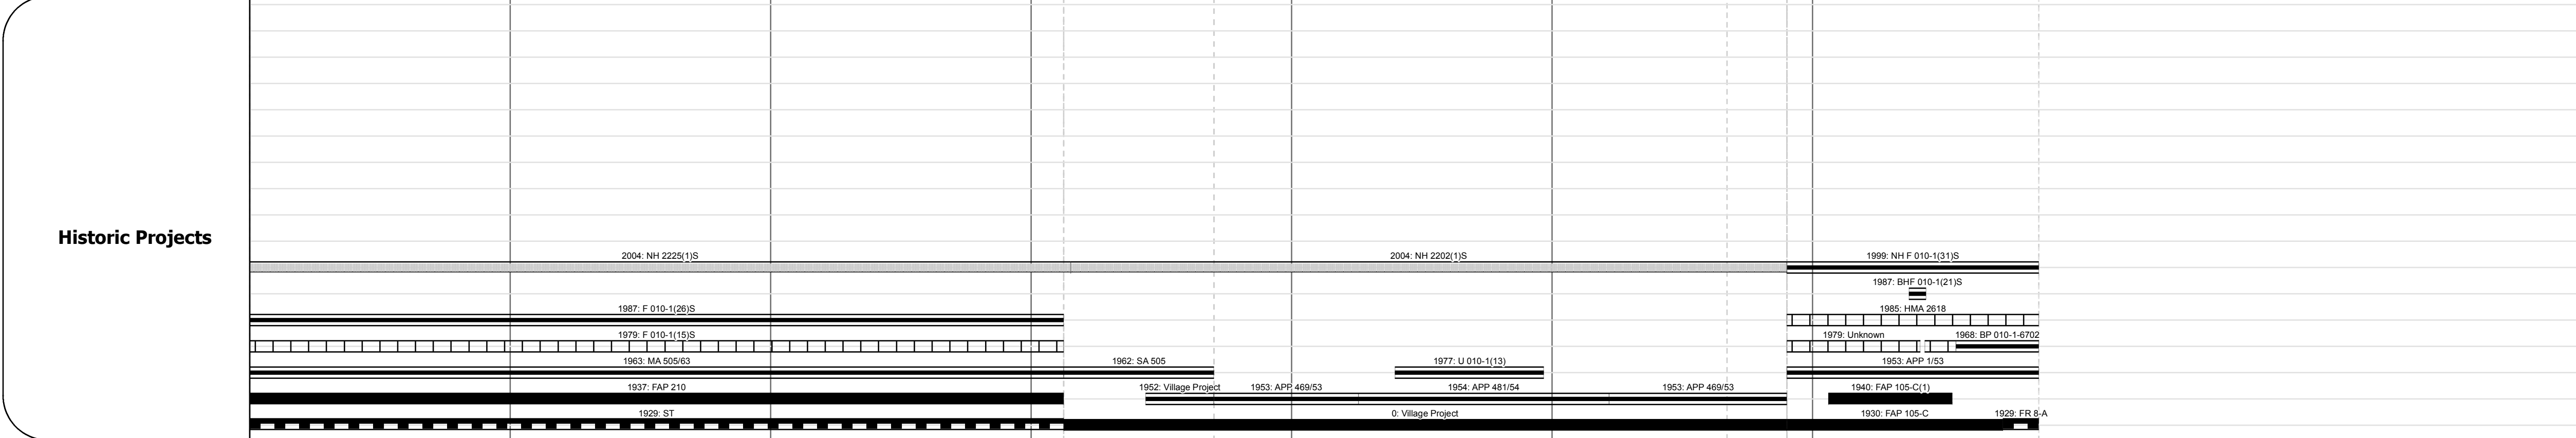 Historic Projects
2004: NH 2225(1)S
2004: NH 2202(1)S
1999: NH F 010-1(31)S
1987: BHF 010-1(21)S
1987: F 010-1(26)S
1985: HMA 2618
1979: F 010-1(15)S
1979: Unknown
1968: BP 010-1-6702
1963: MA 505/63
1962: SA 505
1977: U 010-1(13)
1953: APP 1/53
1937: FAP 210
1952: Village Project
1953: APP 469/53
1954: APP 481/54
1953: APP 469/53
1940: FAP 105-C(1)
1929: ST
0: Village Project
1930: FAP 105-C
1929: FR 8-A